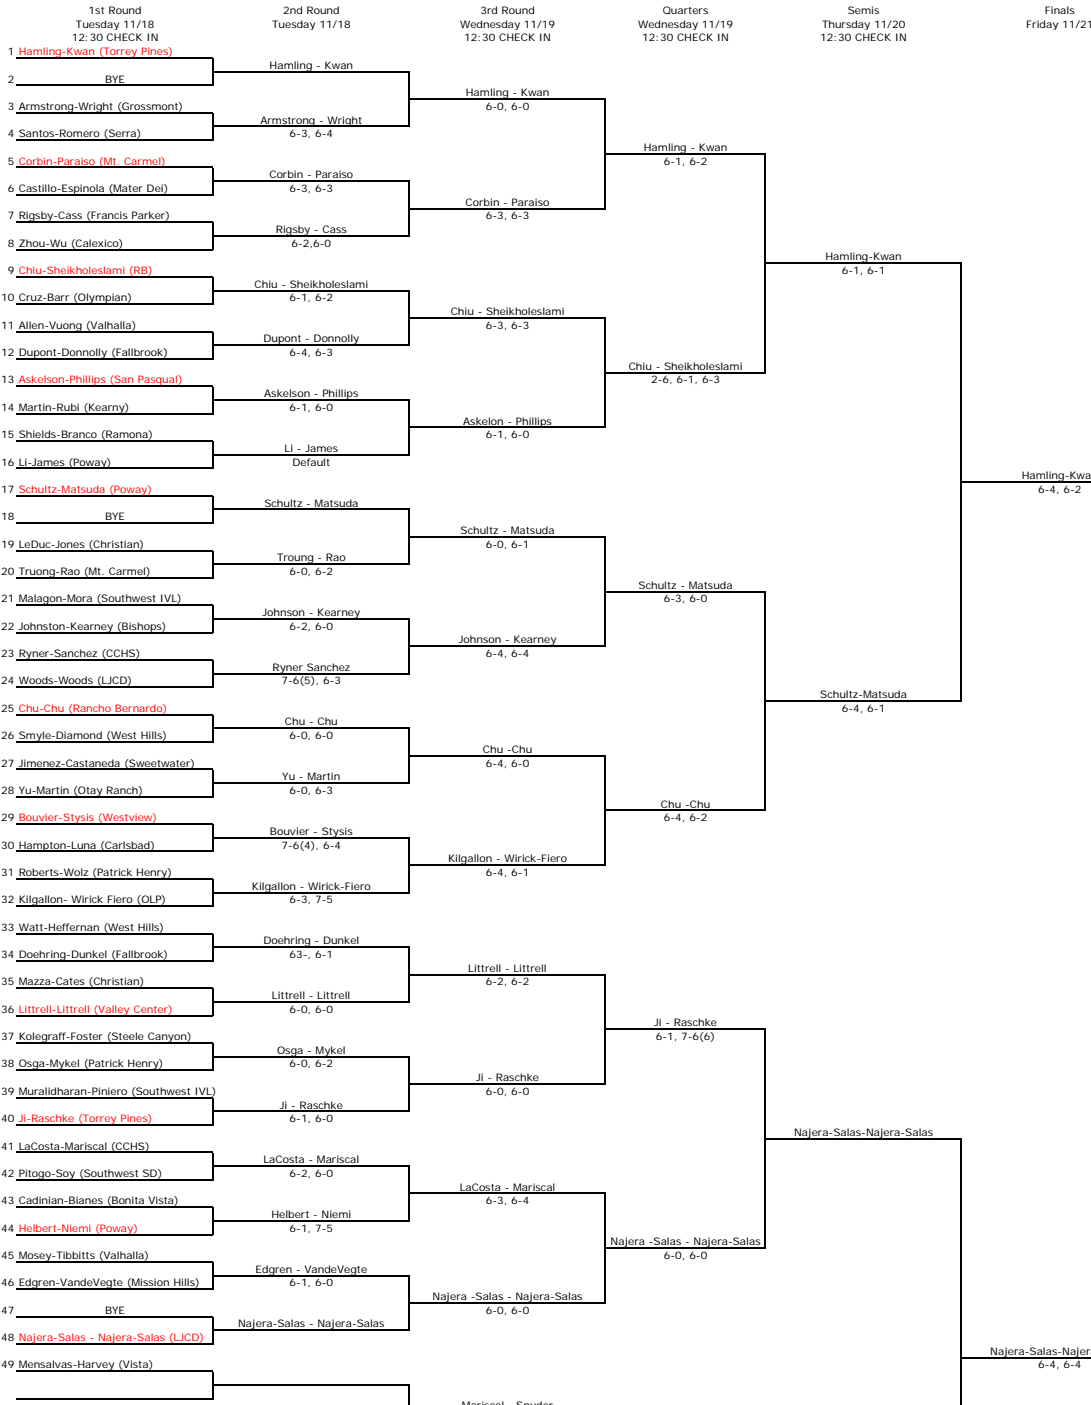 1st Round
Tuesday 11/18
12:30 CHECK IN
2nd Round
Tuesday 11/18
3rd Round
Wednesday 11/19
12:30 CHECK IN
Quarters
Wednesday 11/19
12:30 CHECK IN
Semis
Thursday 11/20
12:30 CHECK IN
Finals
Friday 11/21
1 Hamling-Kwan (Torrey Pines)
2 BYE
3 Armstrong-Wright (Grossmont)
4 Santos-Romero (Serra)
5 Corbin-Paraiso (Mt. Carmel)
6 Castillo-Espinola (Mater Dei)
7 Rigsby-Cass (Francis Parker)
8 Zhou-Wu (Calexico)
9 Chiu-Sheikholeslami (RB)
10 Cruz-Barr (Olympian)
11 Allen-Vuong (Valhalla)
12 Dupont-Donnolly (Fallbrook)
13 Askelson-Phillips (San Pasqual)
14 Martin-Rubi (Kearny)
15 Shields-Branco (Ramona)
16 Li-James (Poway)
17 Schultz-Matsuda (Poway)
18 BYE
19 LeDuc-Jones (Christian)
20 Truong-Rao (Mt. Carmel)
21 Malagon-Mora (Southwest IVL)
22 Johnston-Kearney (Bishops)
23 Ryner-Sanchez (CCHS)
24 Woods-Woods (LJCD)
25 Chu-Chu (Rancho Bernardo)
26 Smyle-Diamond (West Hills)
27 Jimenez-Castaneda (Sweetwater)
28 Yu-Martin (Otay Ranch)
29 Bouvier-Stysis (Westview)
30 Hampton-Luna (Carlsbad)
31 Roberts-Wolz (Patrick Henry)
32 Kilgallon- Wirick Fiero (OLP)
33 Watt-Heffernan (West Hills)
34 Doehring-Dunkel (Fallbrook)
35 Mazza-Cates (Christian)
36 Littrell-Littrell (Valley Center)
37 Kolegraff-Foster (Steele Canyon)
38 Osga-Mykel (Patrick Henry)
39 Muralidharan-Piniero (Southwest IVL)
40 Ji-Raschke (Torrey Pines)
41 LaCosta-Mariscal (CCHS)
42 Pitogo-Soy (Southwest SD)
43 Cadinian-Bianes (Bonita Vista)
44 Helbert-Niemi (Poway)
45 Mosey-Tibbitts (Valhalla)
46 Edgren-VandeVegte (Mission Hills)
47 BYE
48 Najera-Salas - Najera-Salas (LJCD)
49 Mensalvas-Harvey (Vista)
Hamling - Kwan
Armstrong - Wright
6-3, 6-4
Corbin - Paraiso
6-3, 6-3
Rigsby - Cass
6-2,6-0
Chiu - Sheikholeslami
6-1, 6-2
Dupont - Donnolly
6-4, 6-3
Askelson - Phillips
6-1, 6-0
Li - James
Default
Schultz - Matsuda
Troung - Rao
6-0, 6-2
Johnson - Kearney
6-2, 6-0
Ryner Sanchez
7-6(5), 6-3
Chu - Chu
6-0, 6-0
Yu - Martin
6-0, 6-3
Bouvier - Stysis
7-6(4), 6-4
Kilgallon - Wirick-Fiero
6-3, 7-5
Doehring - Dunkel
63-, 6-1
Littrell - Littrell
6-0, 6-0
Osga - Mykel
6-0, 6-2
Ji - Raschke
6-1, 6-0
LaCosta - Mariscal
6-2, 6-0
Helbert - Niemi
6-1, 7-5
Edgren - VandeVegte
6-1, 6-0
Najera-Salas - Najera-Salas
Hamling - Kwan
6-0, 6-0
Corbin - Paraiso
6-3, 6-3
Chiu - Sheikholeslami
6-3, 6-3
Askelon - Phillips
6-1, 6-0
Schultz - Matsuda
6-0, 6-1
Johnson - Kearney
6-4, 6-4
Chu -Chu
6-4, 6-0
Kilgallon - Wirick-Fiero
6-4, 6-1
Littrell - Littrell
6-2, 6-2
Ji - Raschke
6-0, 6-0
LaCosta - Mariscal
6-3, 6-4
Najera -Salas - Najera-Salas
6-0, 6-0
Mariscal - Snyder
Hamling - Kwan
6-1, 6-2
Chiu - Sheikholeslami
2-6, 6-1, 6-3
Schultz - Matsuda
6-3, 6-0
Chu -Chu
6-4, 6-2
Ji - Raschke
6-1, 7-6(6)
Najera -Salas - Najera-Salas
6-0, 6-0
Hamling-Kwan
6-1, 6-1
Schultz-Matsuda
6-4, 6-1
Najera-Salas-Najera-Salas
Hamling-Kwa
6-4, 6-2
Najera-Salas-Najer
6-4, 6-4